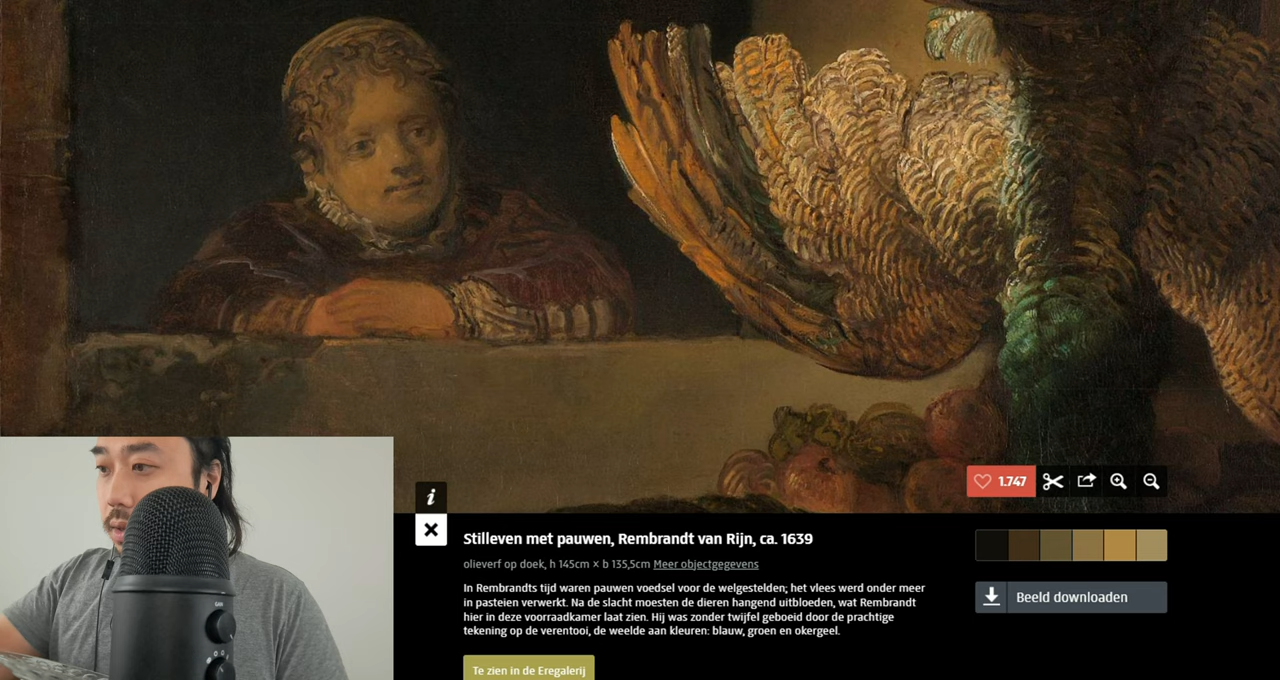 1.747
i
Stilleven met pauwen, Rembrandt van Rijn, ca. 1639
olieverf op doek, h 145cm × b 135,5cm Meer objectgegevens
In Rembrandts tijd waren pauwen voedsel voor de welgestelden; het vlees werd onder meer
in pasteien verwerkt. Na de slacht moesten de dieren hangend uitbloeden, wat Rembrandt
hier in deze voorraadkamer laat zien. Hij was zonder twijfel geboeid door de prachtige
tekening op de verentooi, de weelde aan kleuren: blauw, groen en okergeel.
Beeld downloaden
Te zien in de Eregalerij
GAIN